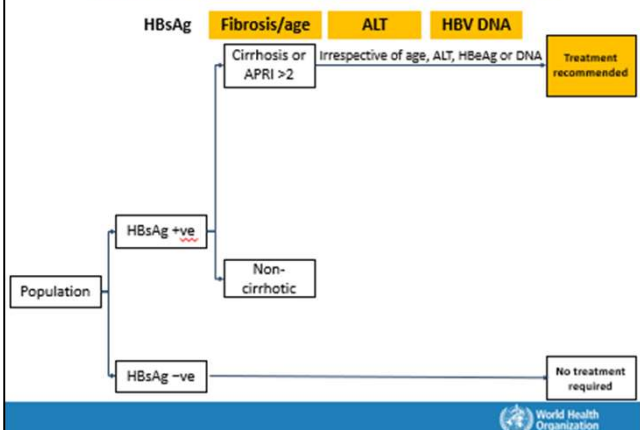 HBsAg Fibrosis/age ALT HBV DNA
Cirrhosis or
APRI >2
Irrespective of age, ALT, HBeAg or DNA
Treatment
recommended
HBsAg +ve
Non-
cirrhotic
Population
HBsAg –ve
No treatment
required
World Health
Organization